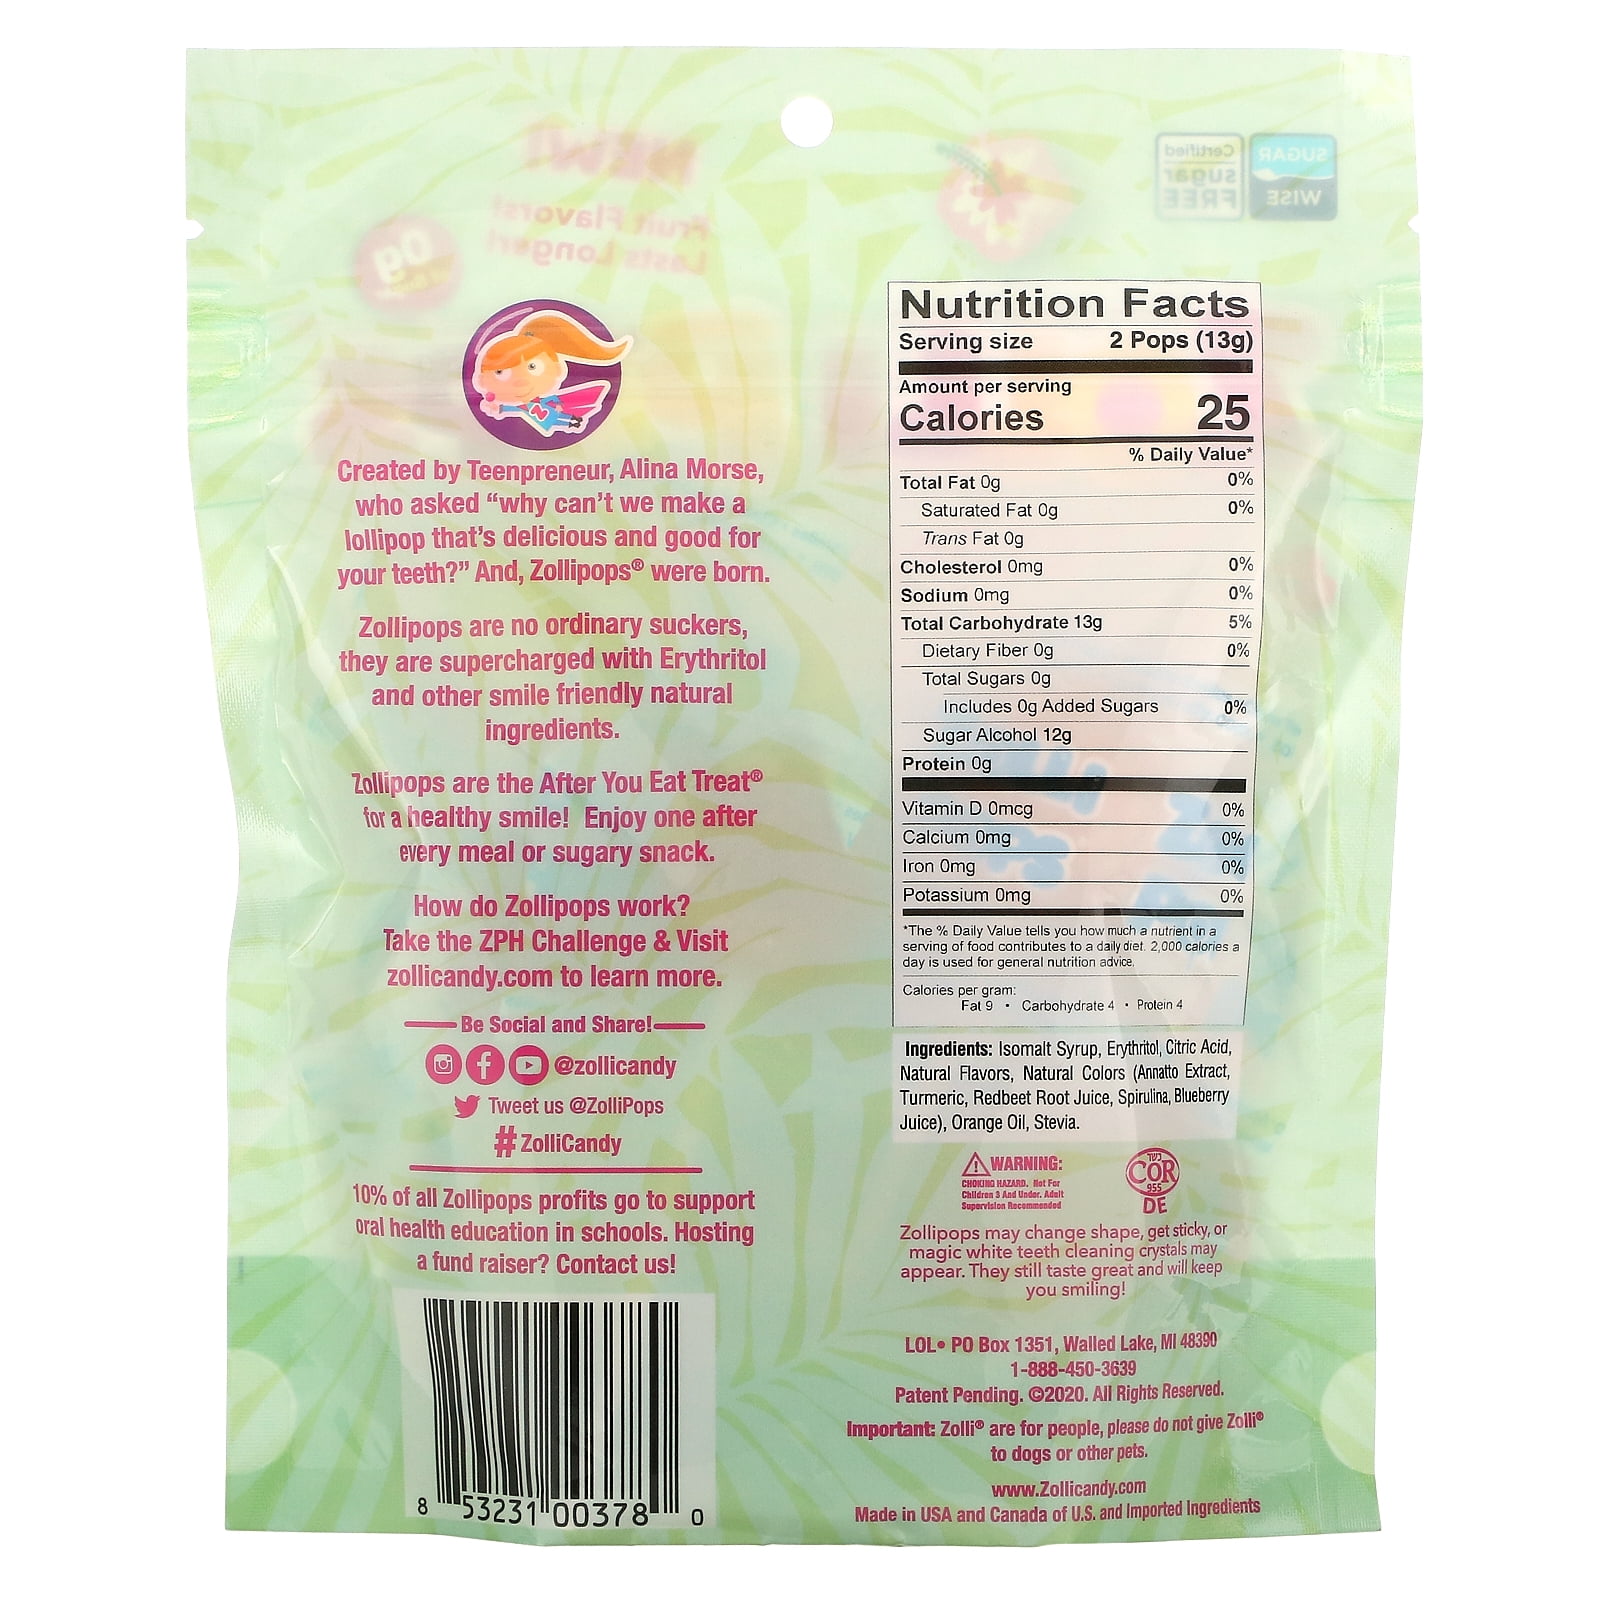 NEW!
Fruit Flavors!
Lasts Longer!
0g
Certified
sugar
FREE
SUGAR
WISE
Created by Teenpreneur, Alina Morse,
who asked “why can’t we make a
lollipop that’s delicious and good for
your teeth?” And, Zollipops® were born.
Zollipops are no ordinary suckers,
they are supercharged with Erythritol
and other smile friendly natural
ingredients.
Zollipops are the After You Eat Treat®
for a healthy smile! Enjoy one after
every meal or sugary snack.
How do Zollipops work?
Take the ZPH Challenge & Visit
zollicandy.com to learn more.
Be Social and Share!
@zollicandy
Tweet us @ZolliPops
#ZolliCandy
10% of all Zollipops profits go to support
oral health education in schools. Hosting
a fund raiser? Contact us!
8 53231 00378 0
Nutrition Facts
Serving size 2 Pops (13g)
Amount per serving
Calories 25
% Daily Value*
Total Fat 0g 0%
Saturated Fat 0g 0%
Trans Fat 0g
Cholesterol 0mg 0%
Sodium 0mg 0%
Total Carbohydrate 13g 5%
Dietary Fiber 0g 0%
Total Sugars 0g
Includes 0g Added Sugars 0%
Sugar Alcohol 12g
Protein 0g
Vitamin D 0mcg 0%
Calcium 0mg 0%
Iron 0mg 0%
Potassium 0mg 0%
*The % Daily Value tells you how much a nutrient in a
serving of food contributes to a daily diet. 2,000 calories a
day is used for general nutrition advice.
Calories per gram:
Fat 9 • Carbohydrate 4 • Protein 4
Ingredients: Isomalt Syrup, Erythritol, Citric Acid,
Natural Flavors, Natural Colors (Annatto Extract,
Turmeric, Redbeet Root Juice, Spirulina, Blueberry
Juice), Orange Oil, Stevia.
WARNING:
CHOKING HAZARD. Not For
Children 3 And Under. Adult
Supervision Recommended
כשר
COR
955
DE
Zollipops may change shape, get sticky, or
magic white teeth cleaning crystals may
appear. They still taste great and will keep
you smiling!
LOL• PO Box 1351, Walled Lake, MI 48390
1-888-450-3639
Patent Pending. ©2020. All Rights Reserved.
Important: Zolli® are for people, please do not give Zolli®
to dogs or other pets.
www.Zollicandy.com
Made in USA and Canada of U.S. and Imported Ingredients